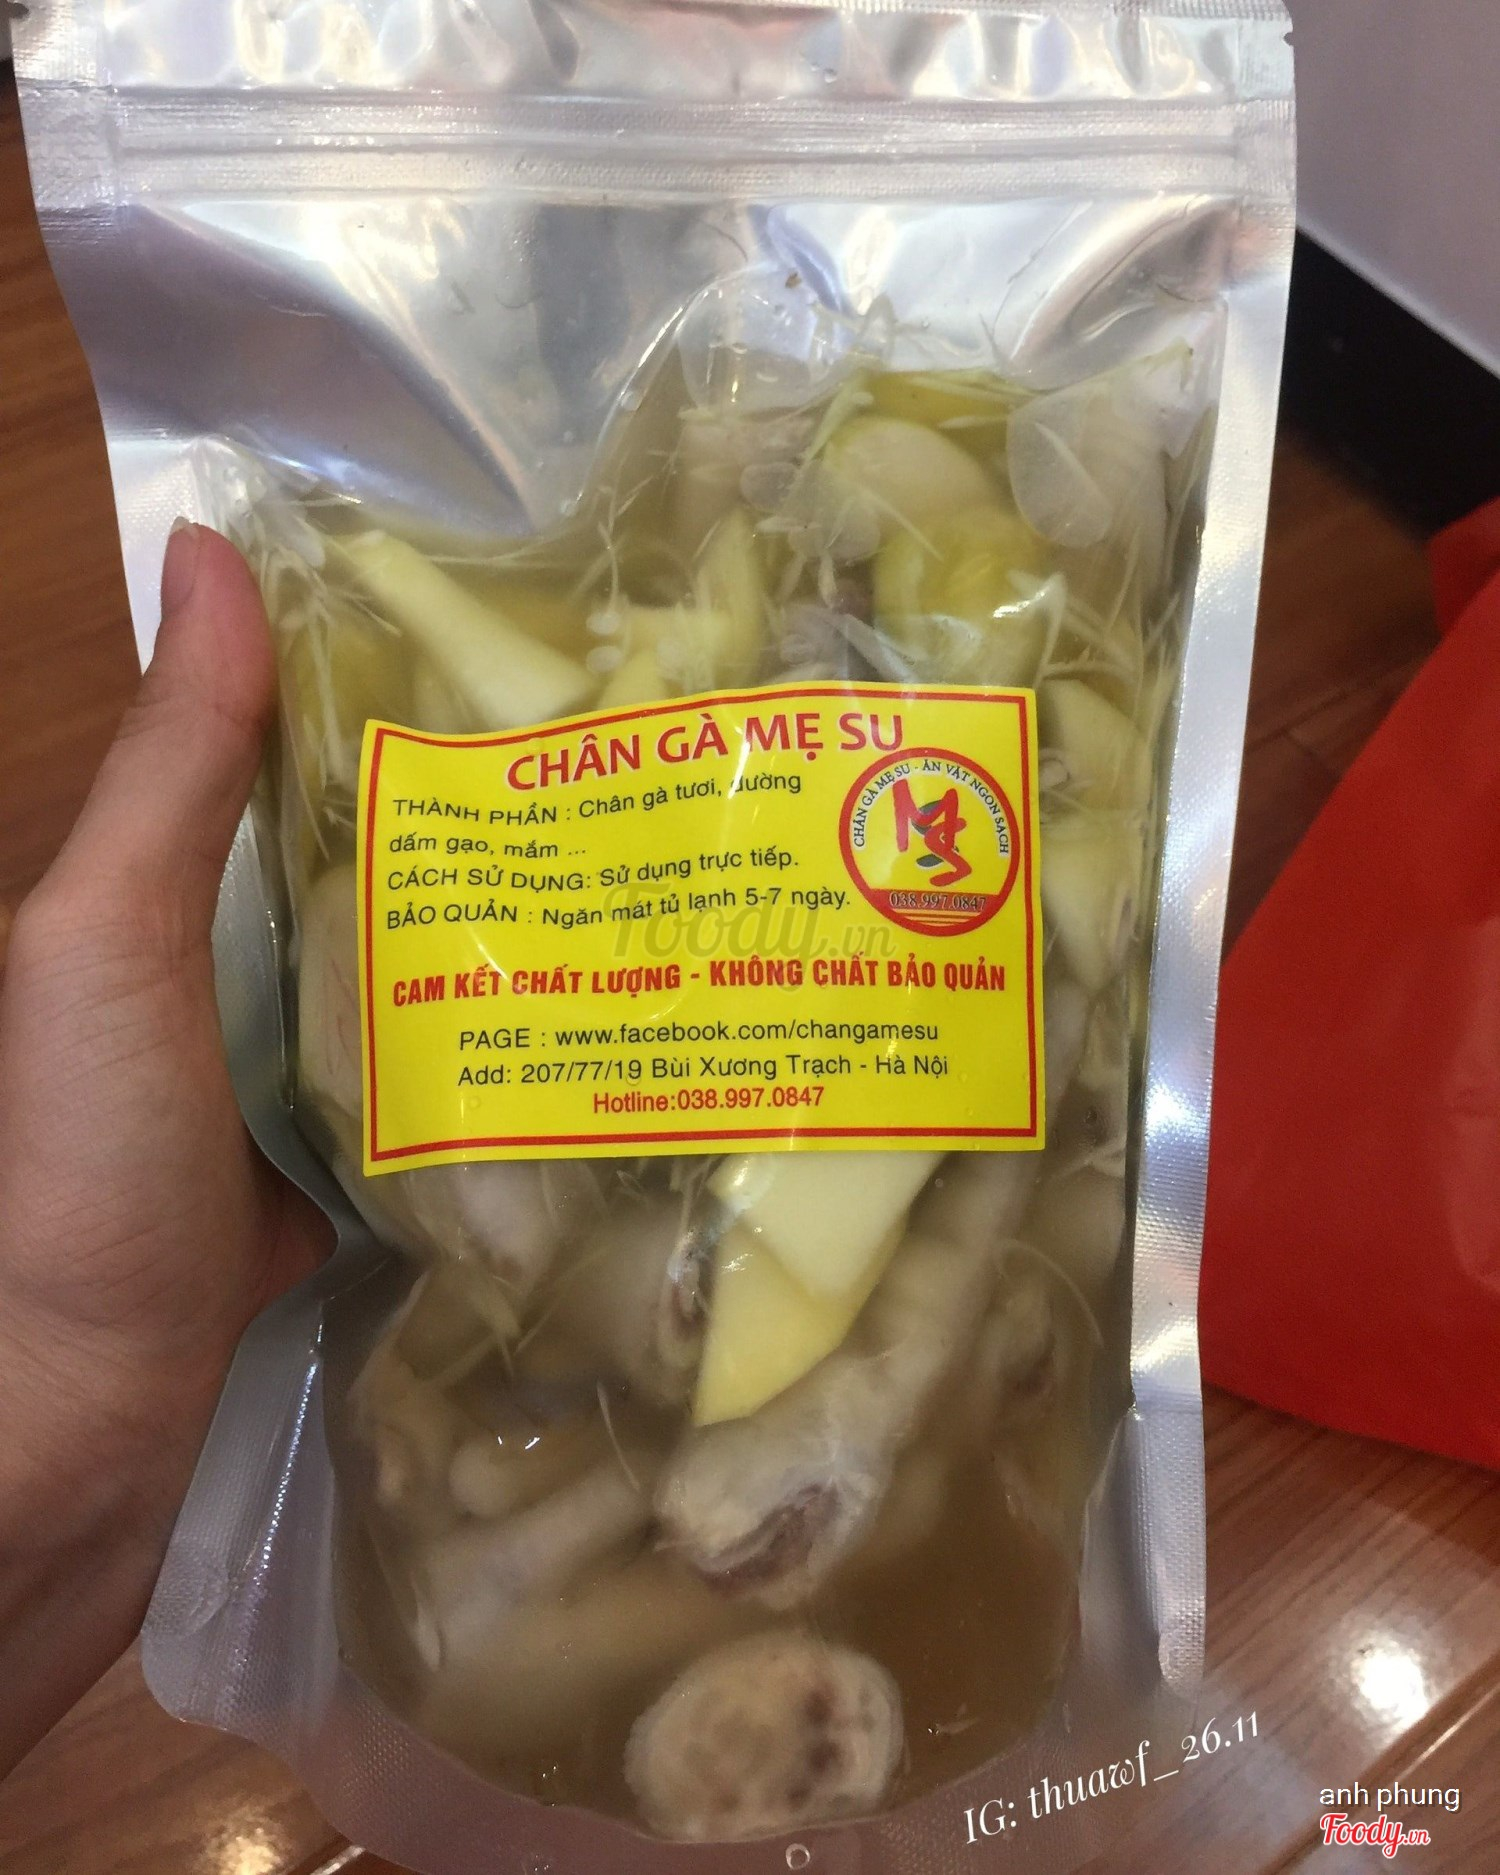 CHÂN GÀ MẸ SU
THÀNH PHẦN : Chân gà tươi, đường
dấm gạo, mắm ...
CÁCH SỬ DỤNG: Sử dụng trực tiếp.
BẢO QUẢN : Ngăn mát tủ lạnh 5-7 ngày.
CHÂN GÀ MẸ SU - ĂN VẶT NGON SẠCH
MS
038.997.0847
Foody.vn
CAM KẾT CHẤT LƯỢNG - KHÔNG CHẤT BẢO QUẢN
PAGE : www.facebook.com/changamesu
Add: 207/77/19 Bùi Xương Trạch - Hà Nội
Hotline:038.997.0847
IG: thuawf_26.11
anh phung
Foody.vn